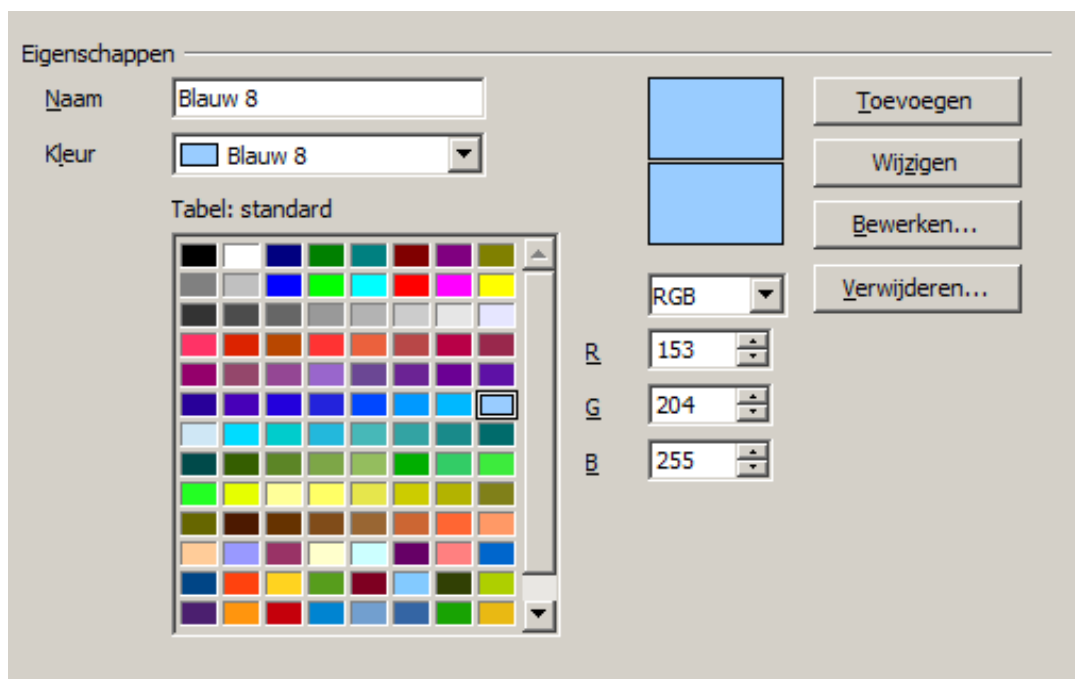 Eigenschappen
Naam
Blauw 8
Toevoegen
Kleur
Blauw 8
Wijzigen
Tabel: standard
Bewerken...
RGB
Verwijderen...
R
153
G
204
B
255